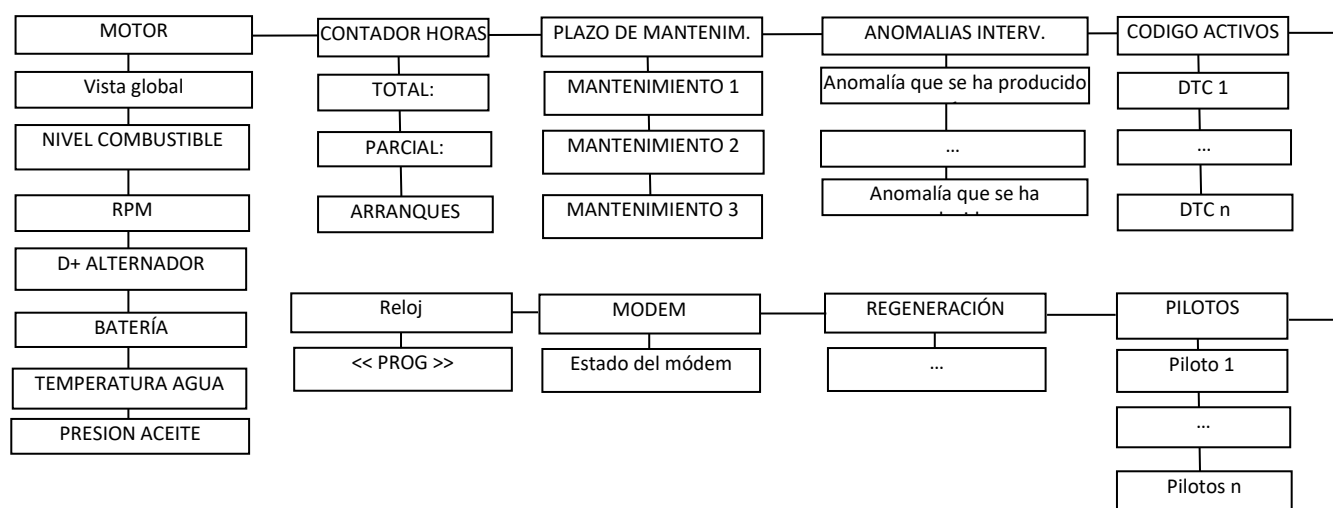 MOTOR
CONTADOR HORAS
PLAZO DE MANTENIM.
ANOMALIAS INTERV.
CODIGO ACTIVOS
Vista global
NIVEL COMBUSTIBLE
RPM
D+ ALTERNADOR
BATERÍA
TEMPERATURA AGUA
PRESION ACEITE
TOTAL:
PARCIAL:
ARRANQUES
MANTENIMIENTO 1
MANTENIMIENTO 2
MANTENIMIENTO 3
Anomalía que se ha producido
...
Anomalía que se ha
DTC 1
...
DTC n
Reloj
MODEM
REGENERACIÓN
PILOTOS
<< PROG >>
Estado del módem
...
Piloto 1
...
Pilotos n